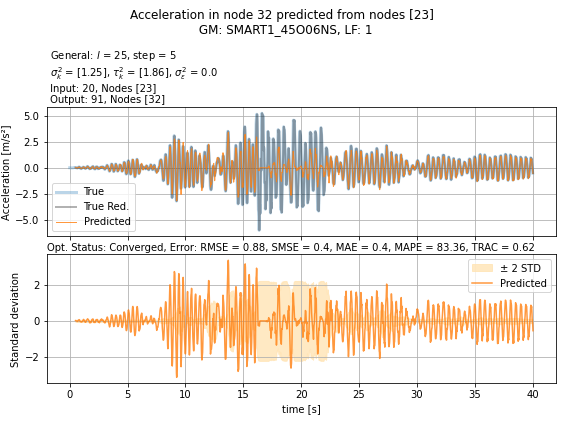 Acceleration in node 32 predicted from nodes [23]
GM: SMART1_45O06NS, LF: 1
General: l = 25, step = 5
σ²ₖ = [1.25], τ²ₖ = [1.86], σ²ε = 0.0
Input: 20, Nodes [23]
Output: 91, Nodes [32]
Acceleration [m/s²]
5.0
2.5
0.0
−2.5
−5.0
True
True Red.
Predicted
Opt. Status: Converged, Error: RMSE = 0.88, SMSE = 0.4, MAE = 0.4, MAPE = 83.36, TRAC = 0.62
Standard deviation
2
0
−2
± 2 STD
Predicted
0 5 10 15 20 25 30 35 40
time [s]